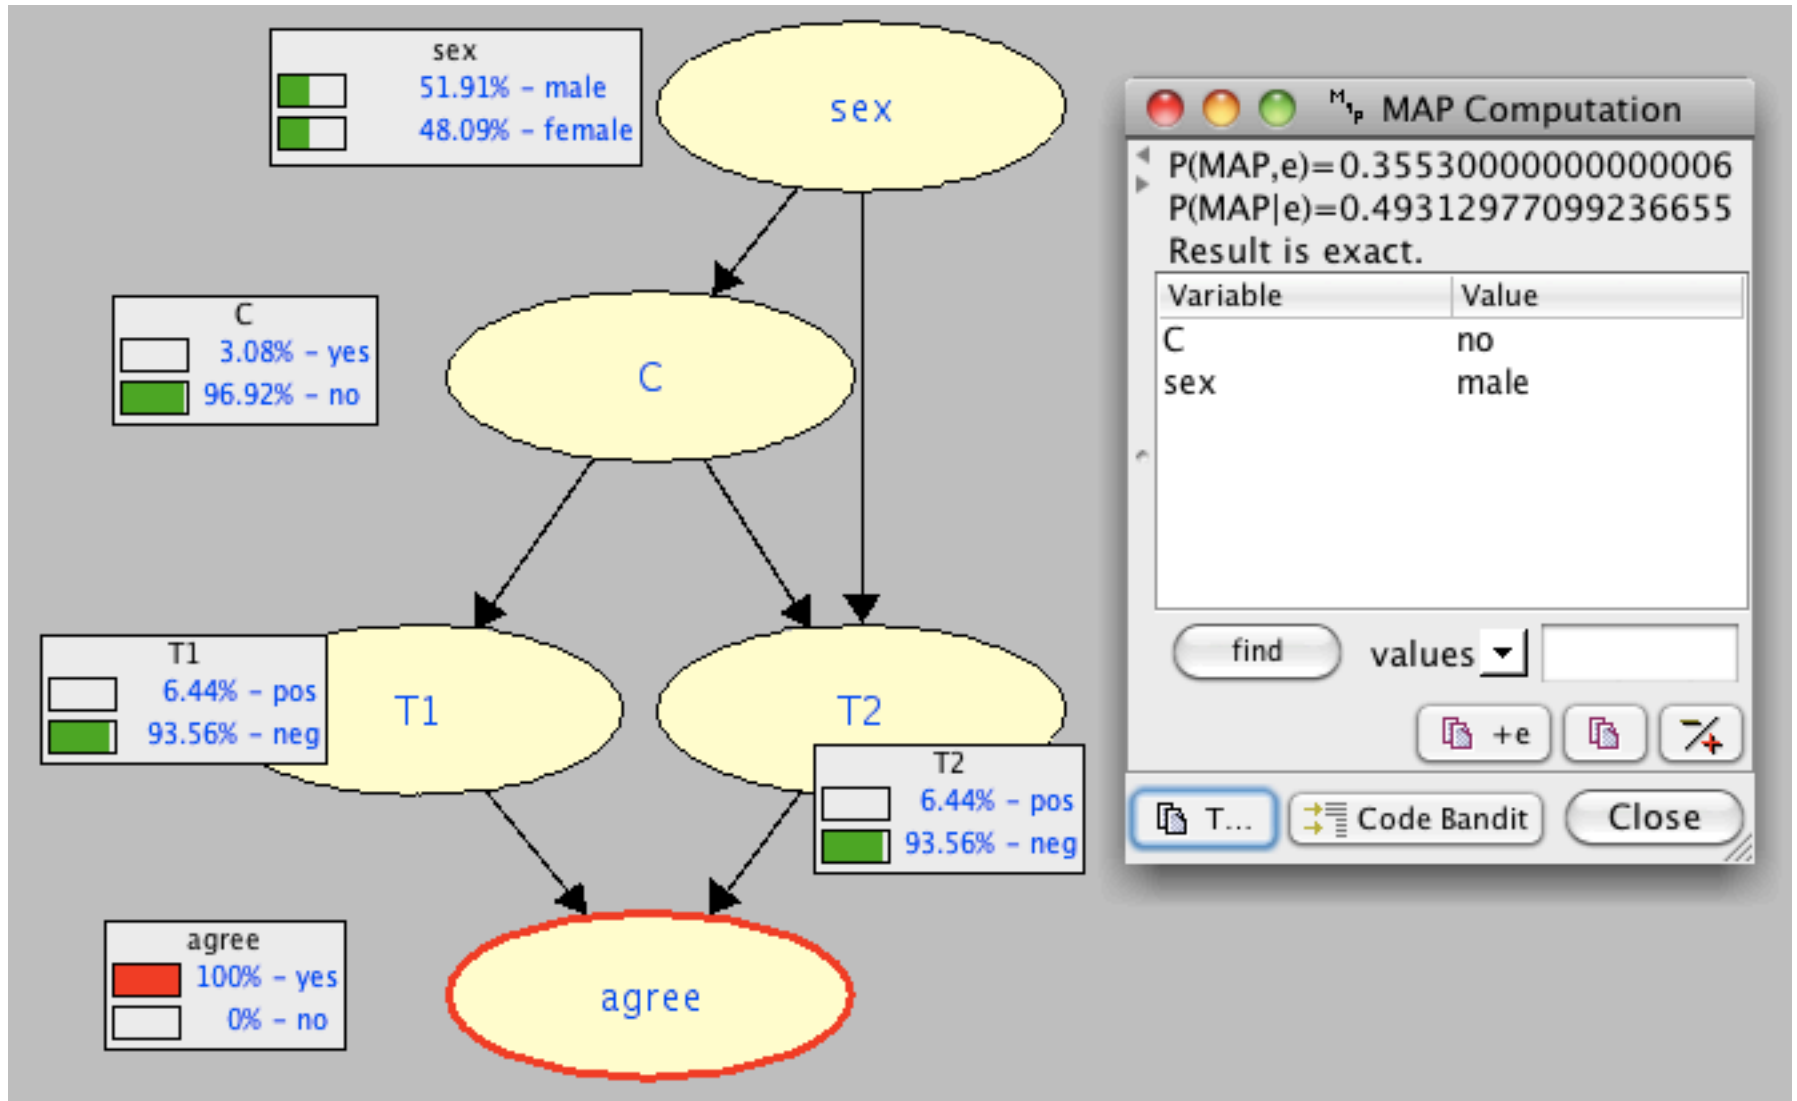 sex
51.91% – male
48.09% – female
sex
C
3.08% – yes
96.92% – no
C
T1
6.44% – pos
93.56% – neg
T1
T2
T2
6.44% – pos
93.56% – neg
agree
100% – yes
0% – no
agree
MAP MAP Computation
P(MAP,e)=0.35530000000000006
P(MAP|e)=0.49312977099236655
Result is exact.
Variable Value
C no
sex male
find values
+e
T... Code Bandit Close